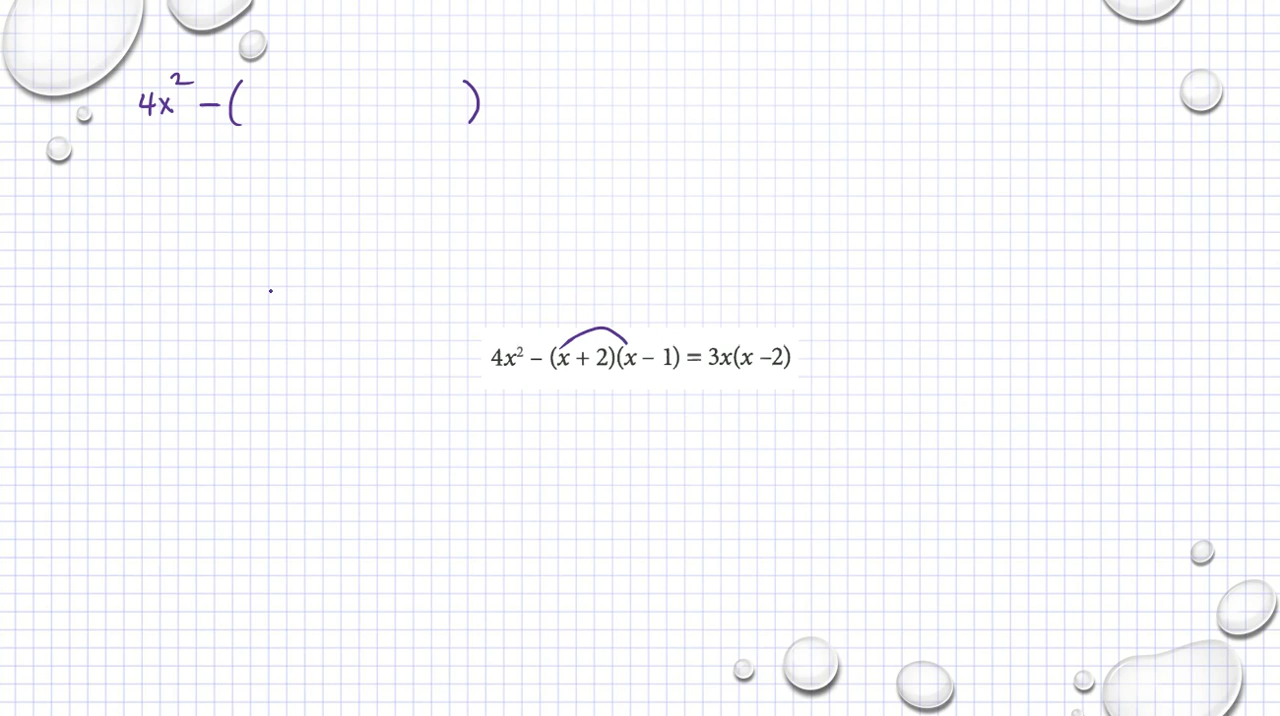 4x² – (            )
4x² – (x + 2)(x – 1) = 3x(x –2)